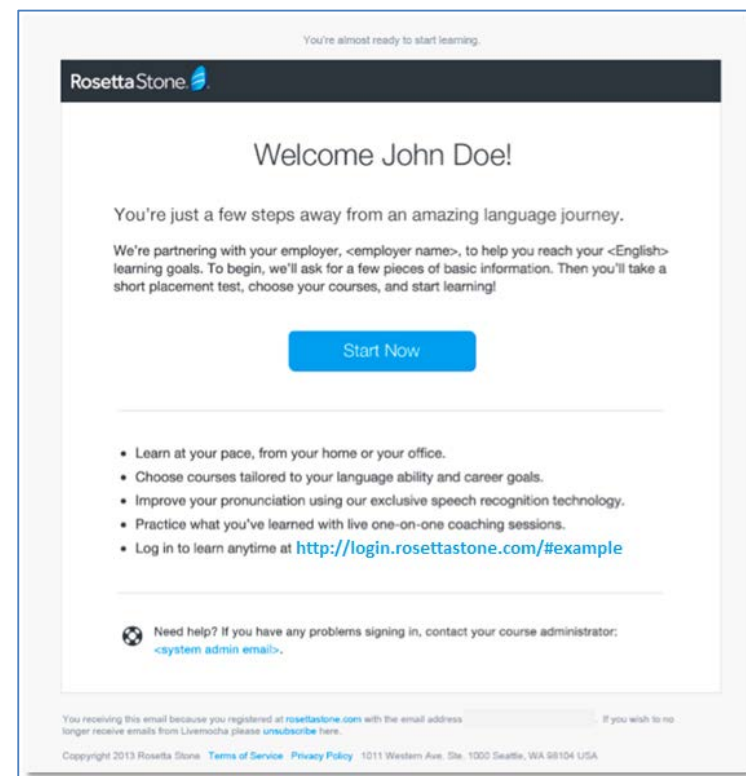 You're almost ready to start learning.
RosettaStone.
Welcome John Doe!
You're just a few steps away from an amazing language journey.
We're partnering with your employer, <employer name>, to help you reach your <English>
learning goals. To begin, we'll ask for a few pieces of basic information. Then you'll take a
short placement test, choose your courses, and start learning!
Start Now
• Learn at your pace, from your home or your office.
• Choose courses tailored to your language ability and career goals.
• Improve your pronunciation using our exclusive speech recognition technology.
• Practice what you've learned with live one-on-one coaching sessions.
• Log in to learn anytime at http://login.rosettastone.com/#example
Need help? If you have any problems signing in, contact your course administrator:
<system admin email>.
You receiving this email because you registered at rosettastone.com with the email address . If you wish to no
longer receive emails from Livemocha please unsubscribe here.
Copyright 2013 Rosetta Stone Terms of Service Privacy Policy 1011 Western Ave. Ste. 1000 Seattle, WA 98104 USA